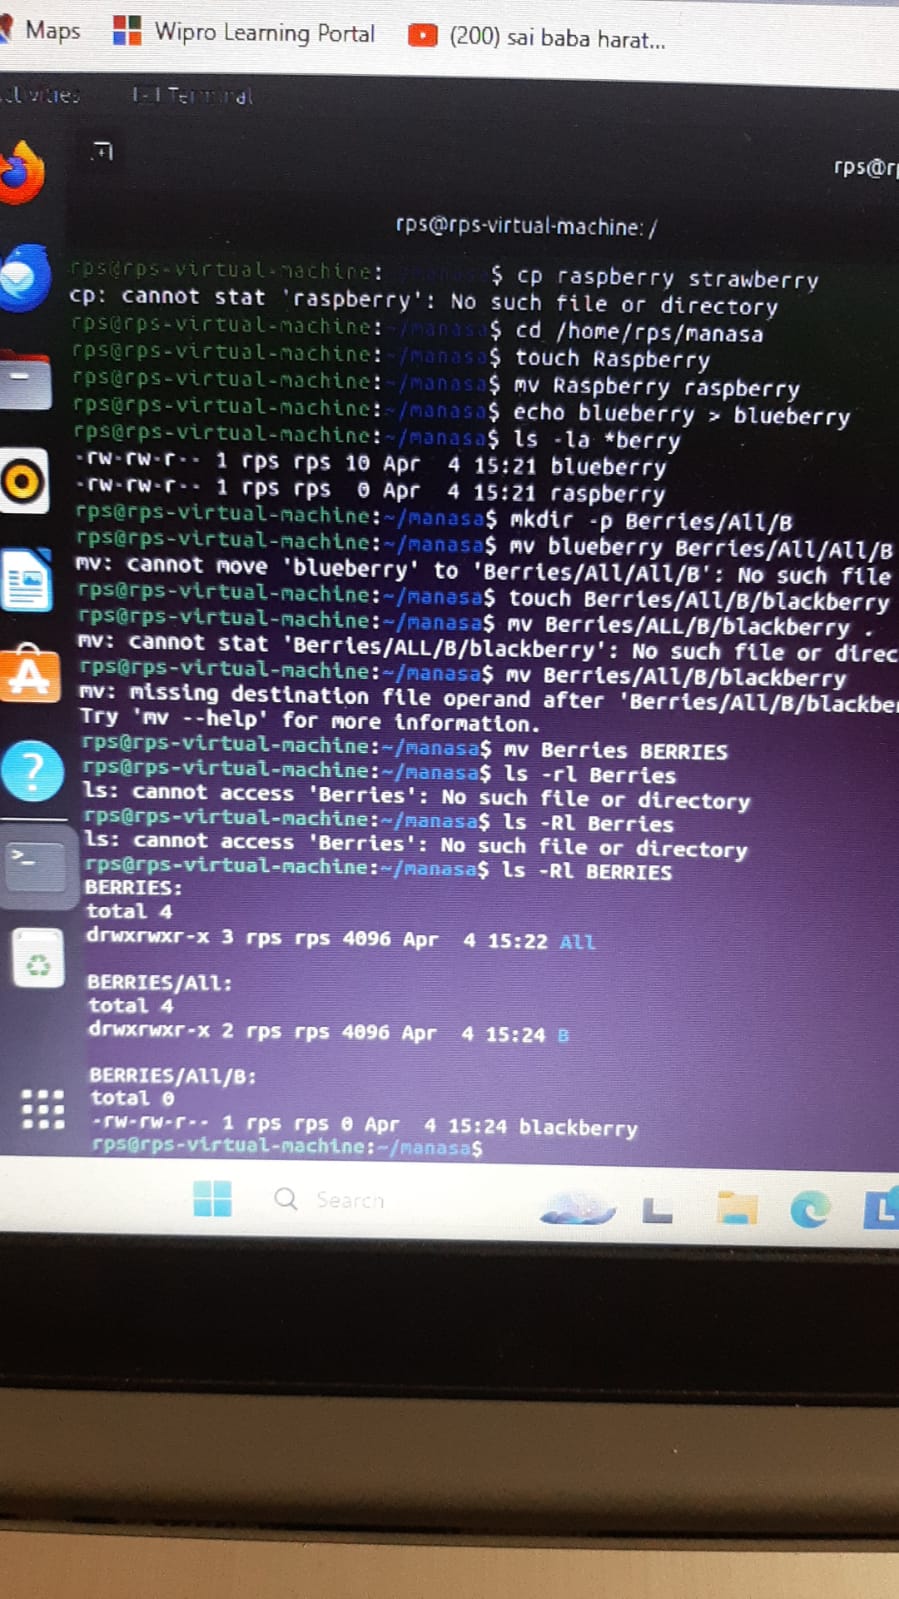 Maps Wipro Learning Portal (200) sai baba harat...
Terminal
rps@rp
rps@rps-virtual-machine: /
rps@rps-virtual-machine:~/manasa$ cp raspberry strawberry
cp: cannot stat 'raspberry': No such file or directory
rps@rps-virtual-machine:~/manasa$ cd /home/rps/manasa
rps@rps-virtual-machine:~/manasa$ touch Raspberry
rps@rps-virtual-machine:~/manasa$ mv Raspberry raspberry
rps@rps-virtual-machine:~/manasa$ echo blueberry > blueberry
rps@rps-virtual-machine:~/manasa$ ls -la *berry
-rw-rw-r-- 1 rps rps 10 Apr  4 15:21 blueberry
-rw-rw-r-- 1 rps rps  0 Apr  4 15:21 raspberry
rps@rps-virtual-machine:~/manasa$ mkdir -p Berries/All/B
rps@rps-virtual-machine:~/manasa$ mv blueberry Berries/All/All/B
mv: cannot move 'blueberry' to 'Berries/All/All/B': No such file
rps@rps-virtual-machine:~/manasa$ touch Berries/All/B/blackberry
rps@rps-virtual-machine:~/manasa$ mv Berries/ALL/B/blackberry .
mv: cannot stat 'Berries/ALL/B/blackberry': No such file or direc
rps@rps-virtual-machine:~/manasa$ mv Berries/All/B/blackberry
mv: missing destination file operand after 'Berries/All/B/blackbe
Try 'mv --help' for more information.
rps@rps-virtual-machine:~/manasa$ mv Berries BERRIES
rps@rps-virtual-machine:~/manasa$ ls -rl Berries
ls: cannot access 'Berries': No such file or directory
rps@rps-virtual-machine:~/manasa$ ls -Rl Berries
ls: cannot access 'Berries': No such file or directory
rps@rps-virtual-machine:~/manasa$ ls -Rl BERRIES
BERRIES:
total 4
drwxrwxr-x 3 rps rps 4096 Apr  4 15:22 All
BERRIES/All:
total 4
drwxrwxr-x 2 rps rps 4096 Apr  4 15:24 B
BERRIES/All/B:
total 0
-rw-rw-r-- 1 rps rps 0 Apr  4 15:24 blackberry
rps@rps-virtual-machine:~/manasa$
Search